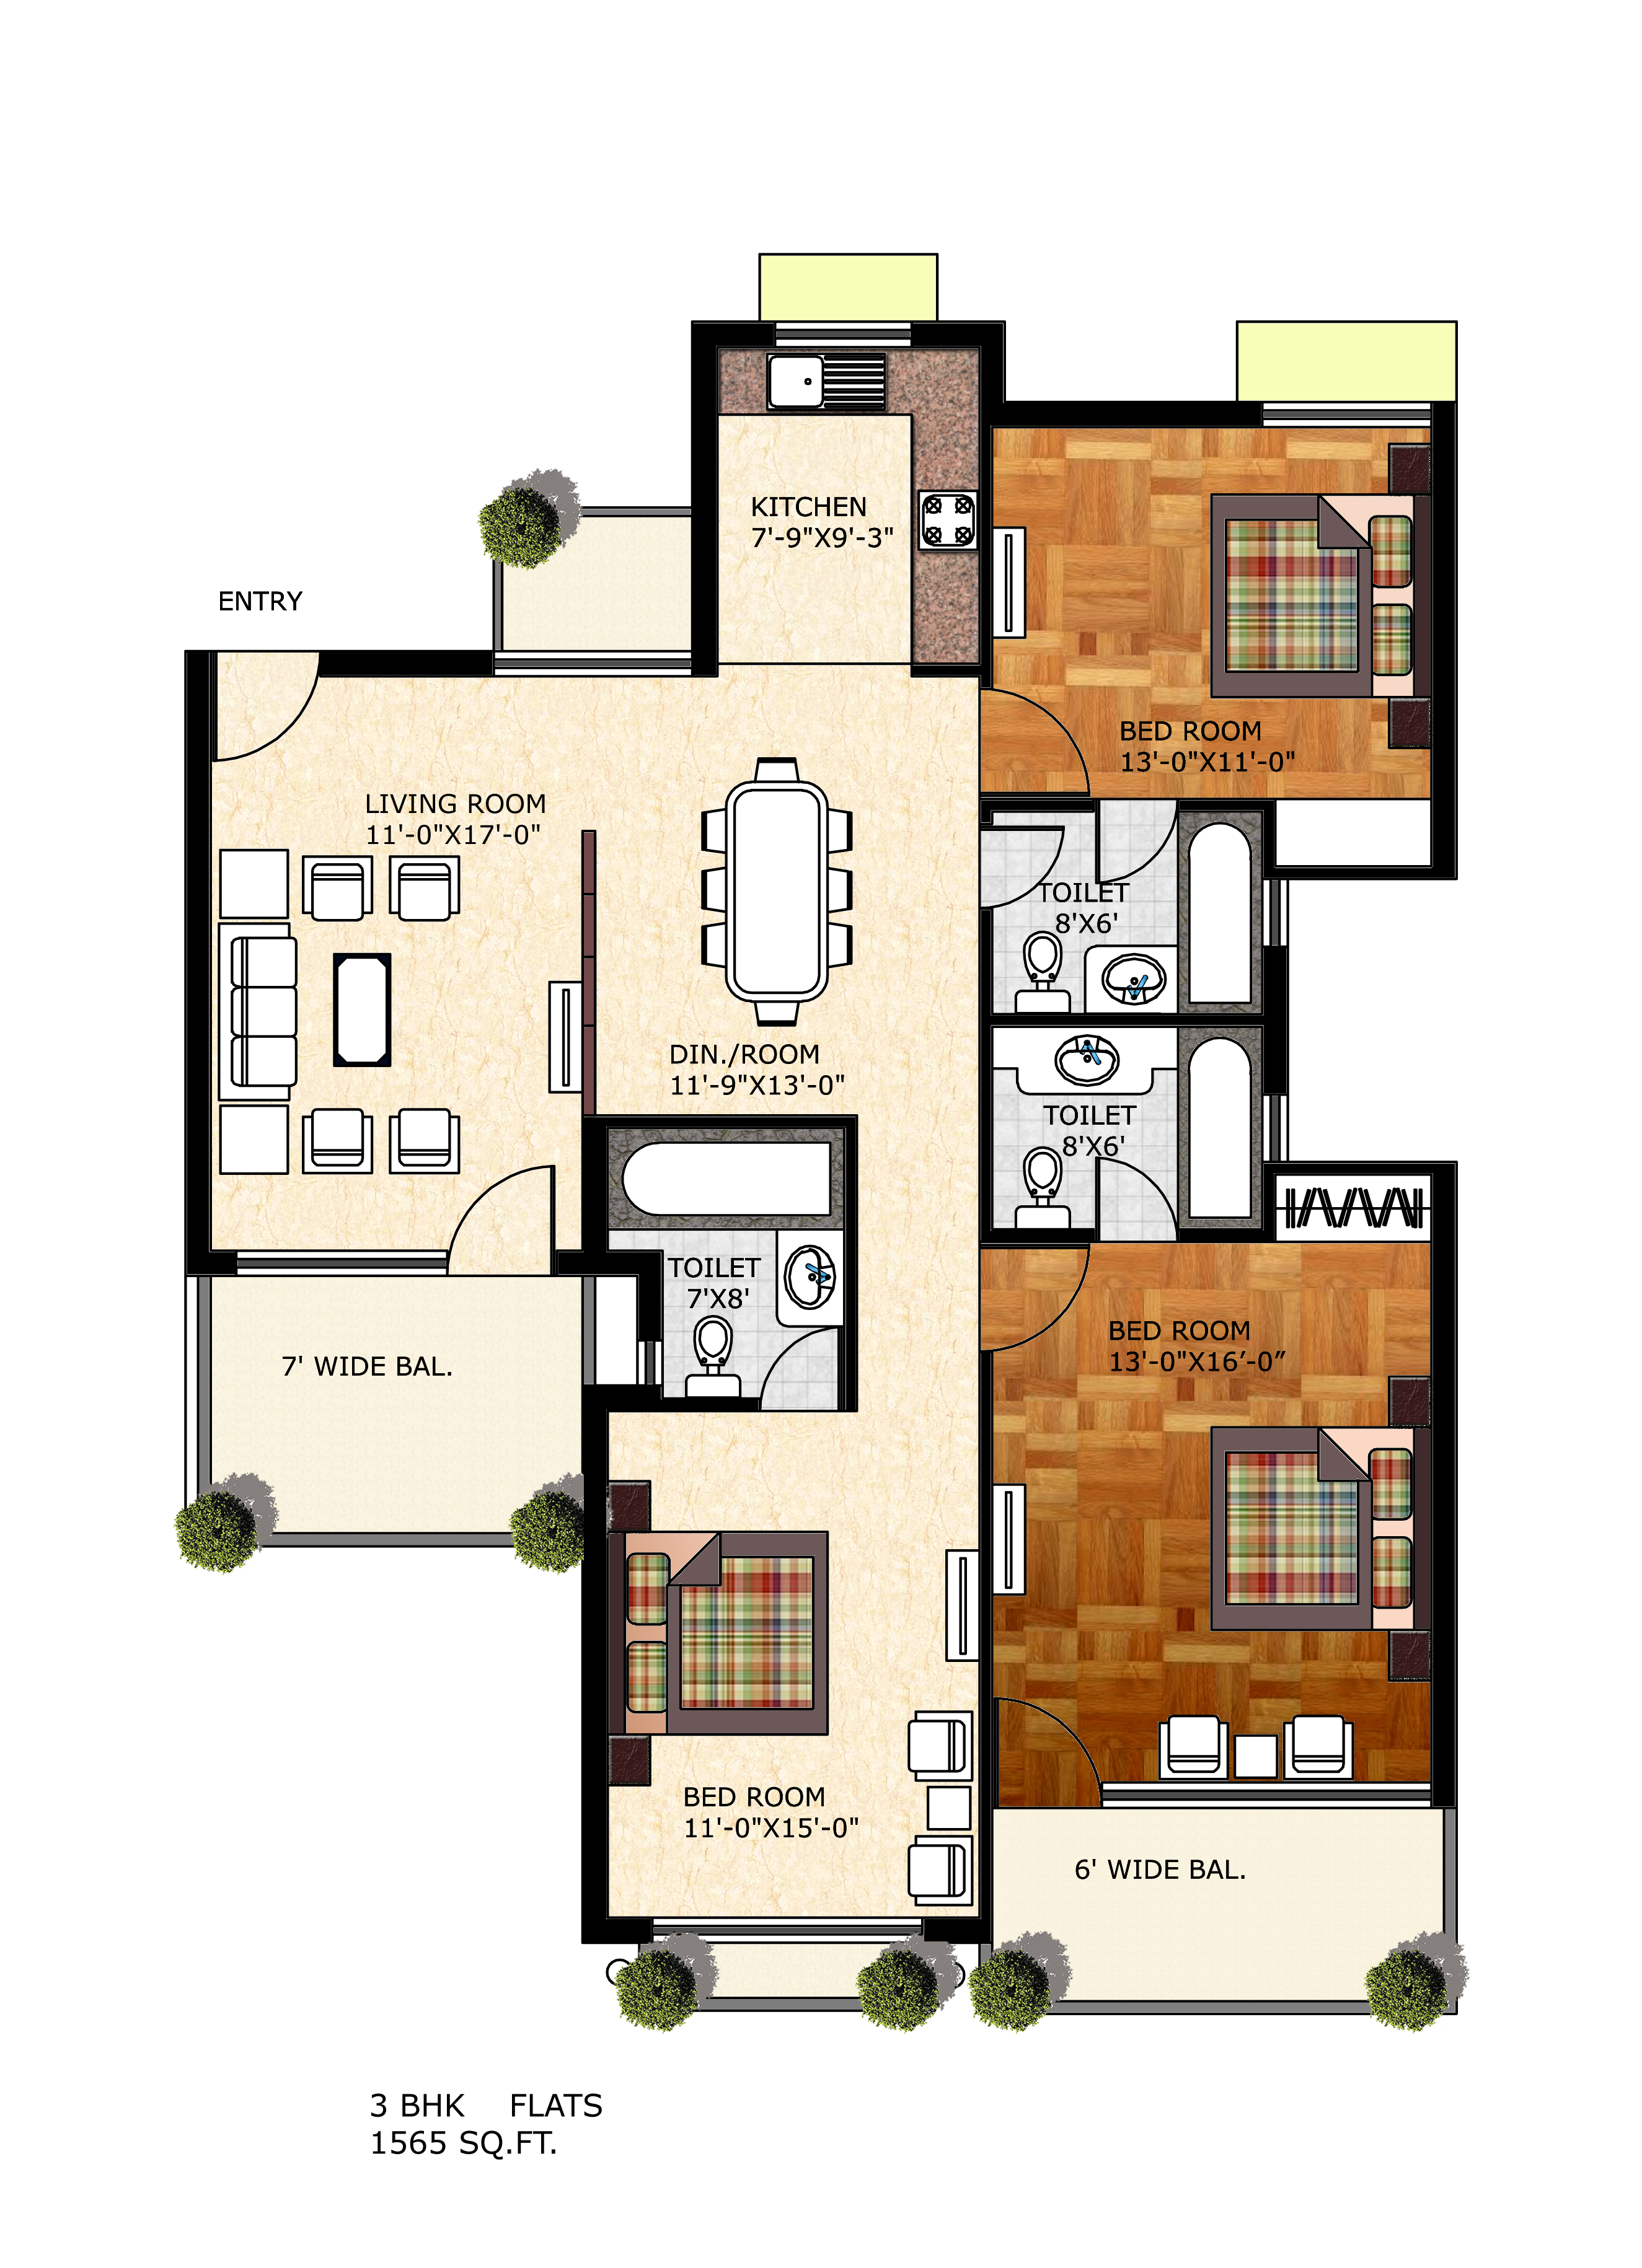 KITCHEN
7'-9"X9'-3"
ENTRY
BED ROOM
13'-0"X11'-0"
LIVING ROOM
11'-0"X17'-0"
TOILET
8'X6'
DIN./ROOM
11'-9"X13'-0"
TOILET
8'X6'
TOILET
7'X8'
BED ROOM
13'-0"X16’-0”
7' WIDE BAL.
BED ROOM
11'-0"X15'-0"
6' WIDE BAL.
3 BHK FLATS
1565 SQ.FT.